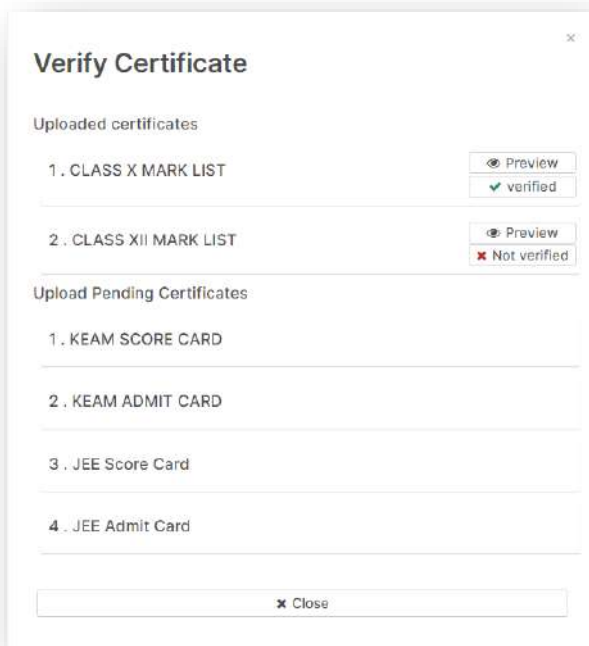 ×
Verify Certificate
Uploaded certificates
1 . CLASS X MARK LIST
Preview
verified
2 . CLASS XII MARK LIST
Preview
Not verified
Upload Pending Certificates
1 . KEAM SCORE CARD
2 . KEAM ADMIT CARD
3 . JEE Score Card
4 . JEE Admit Card
Close